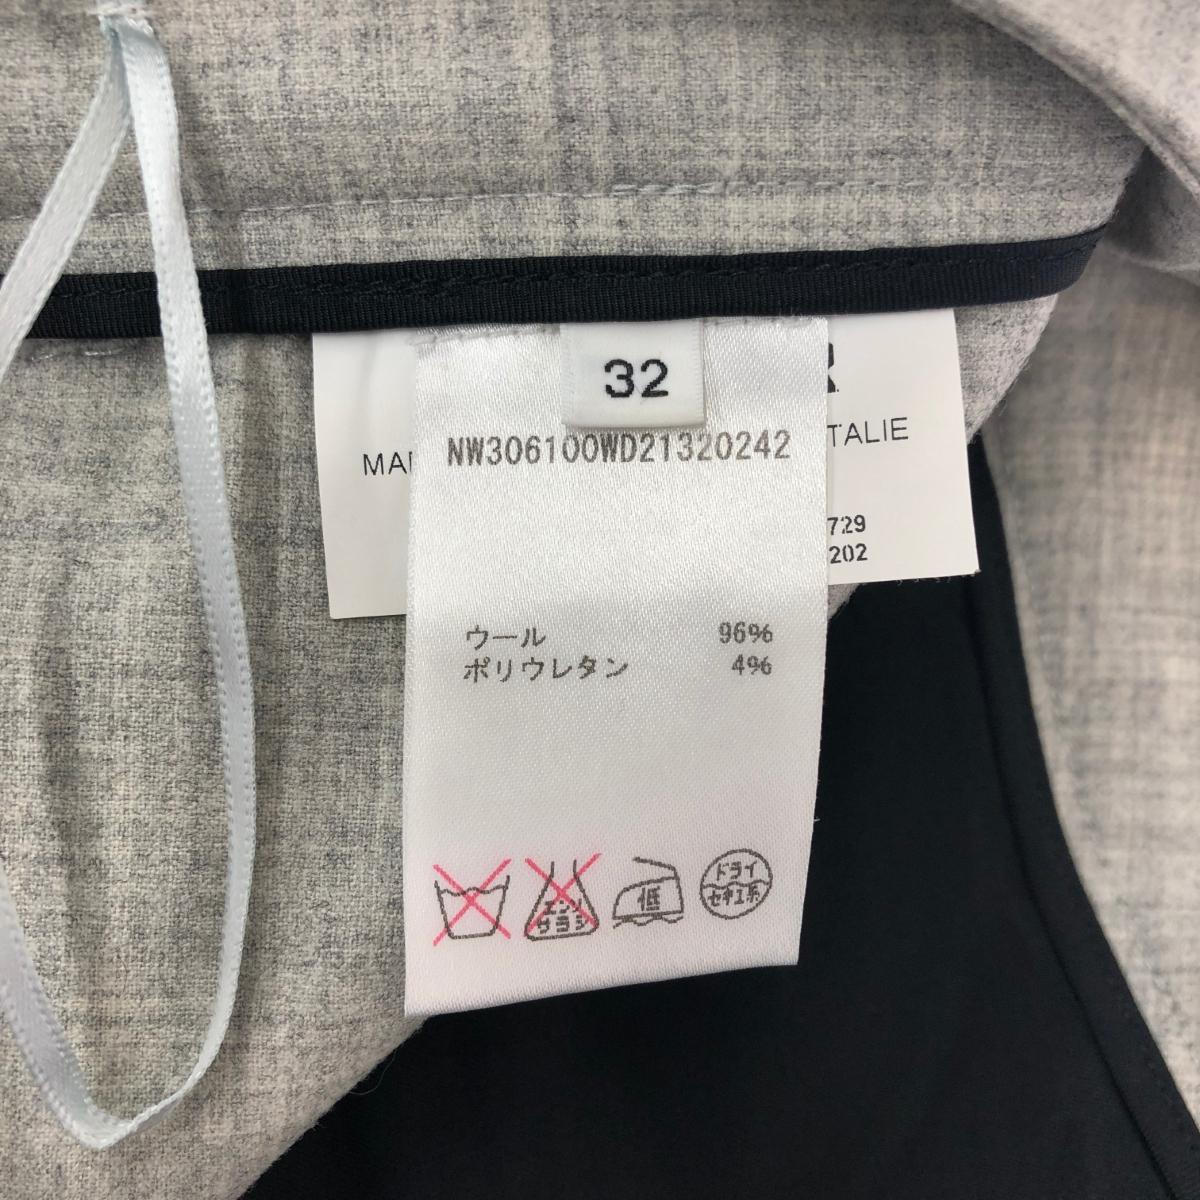 32
NW306100WD21320242
TALIE
729
202
ウール 96%
ポリウレタン 4%
エンソ
サラシ
低
ドライ
セキユ系